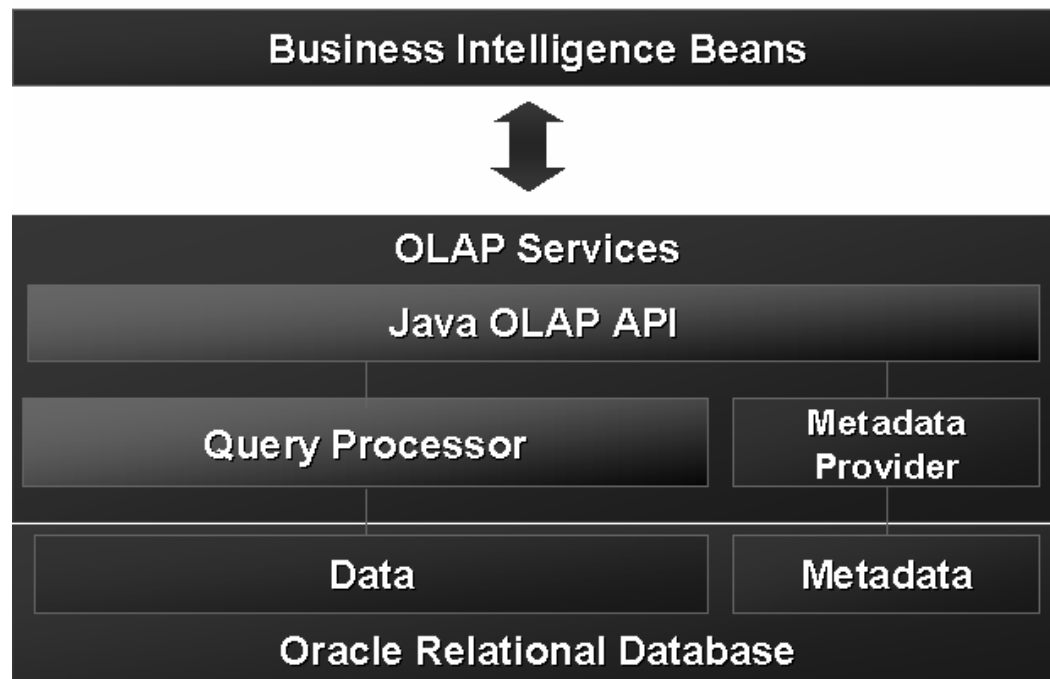 Business Intelligence Beans
OLAP Services
Java OLAP API
Query Processor
Metadata
Provider
Data
Metadata
Oracle Relational Database